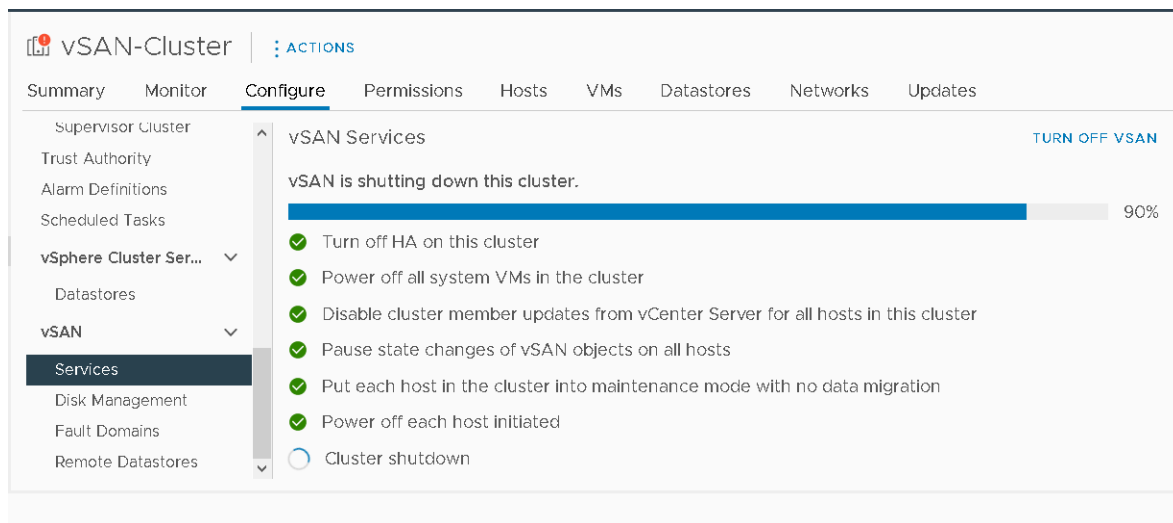 vSAN-Cluster
ACTIONS
Summary Monitor Configure Permissions Hosts VMs Datastores Networks Updates
Supervisor Cluster
Trust Authority
Alarm Definitions
Scheduled Tasks
vSphere Cluster Ser...
Datastores
vSAN
Services
Disk Management
Fault Domains
Remote Datastores
vSAN Services
TURN OFF VSAN
vSAN is shutting down this cluster.
90%
Turn off HA on this cluster
Power off all system VMs in the cluster
Disable cluster member updates from vCenter Server for all hosts in this cluster
Pause state changes of vSAN objects on all hosts
Put each host in the cluster into maintenance mode with no data migration
Power off each host initiated
Cluster shutdown